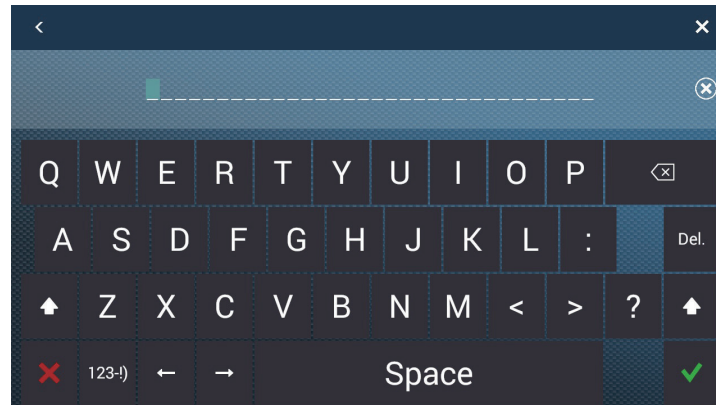 Q W E R T Y U I O P
A S D F G H J K L : Del.
Z X C V B N M < > ?
123-!) ← → Space